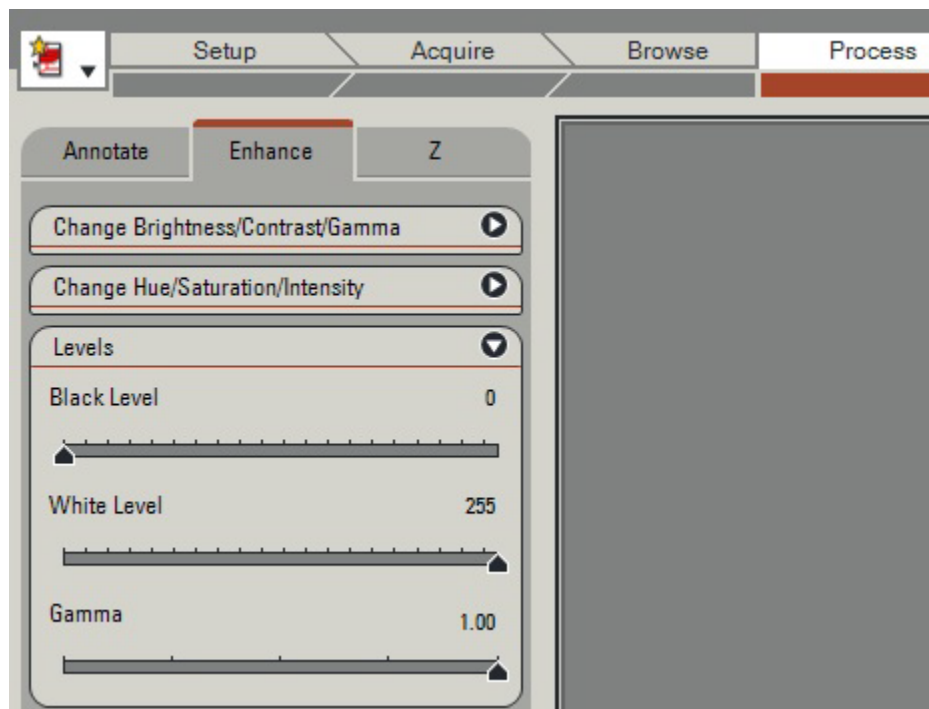 Setup Acquire Browse Process
Annotate Enhance Z
Change Brightness/Contrast/Gamma
Change Hue/Saturation/Intensity
Levels
Black Level 0
White Level 255
Gamma 1.00